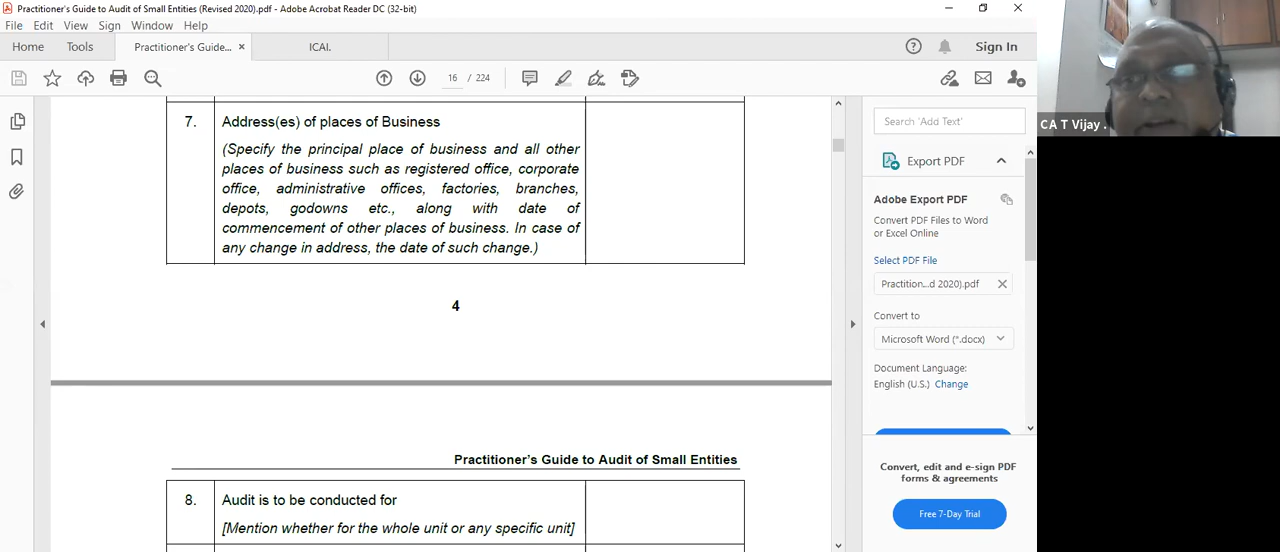 Practitioner's Guide to Audit of Small Entities (Revised 2020).pdf - Adobe Acrobat Reader DC (32-bit)
File Edit View Sign Window Help
Home Tools Practitioner's Guide... × ICAI. Sign In
16 / 224
7. Address(es) of places of Business
(Specify the principal place of business and all other
places of business such as registered office, corporate
office, administrative offices, factories, branches,
depots, godowns etc., along with date of
commencement of other places of business. In case of
any change in address, the date of such change.)
4
Practitioner's Guide to Audit of Small Entities
8. Audit is to be conducted for
[Mention whether for the whole unit or any specific unit]
Search 'Add Text'
Export PDF
Adobe Export PDF
Convert PDF Files to Word
or Excel Online
Select PDF File
Practition...d 2020).pdf
Convert to
Microsoft Word (*.docx)
Document Language:
English (U.S.) Change
Convert, edit and e-sign PDF
forms & agreements
Free 7-Day Trial
CA T Vijay .